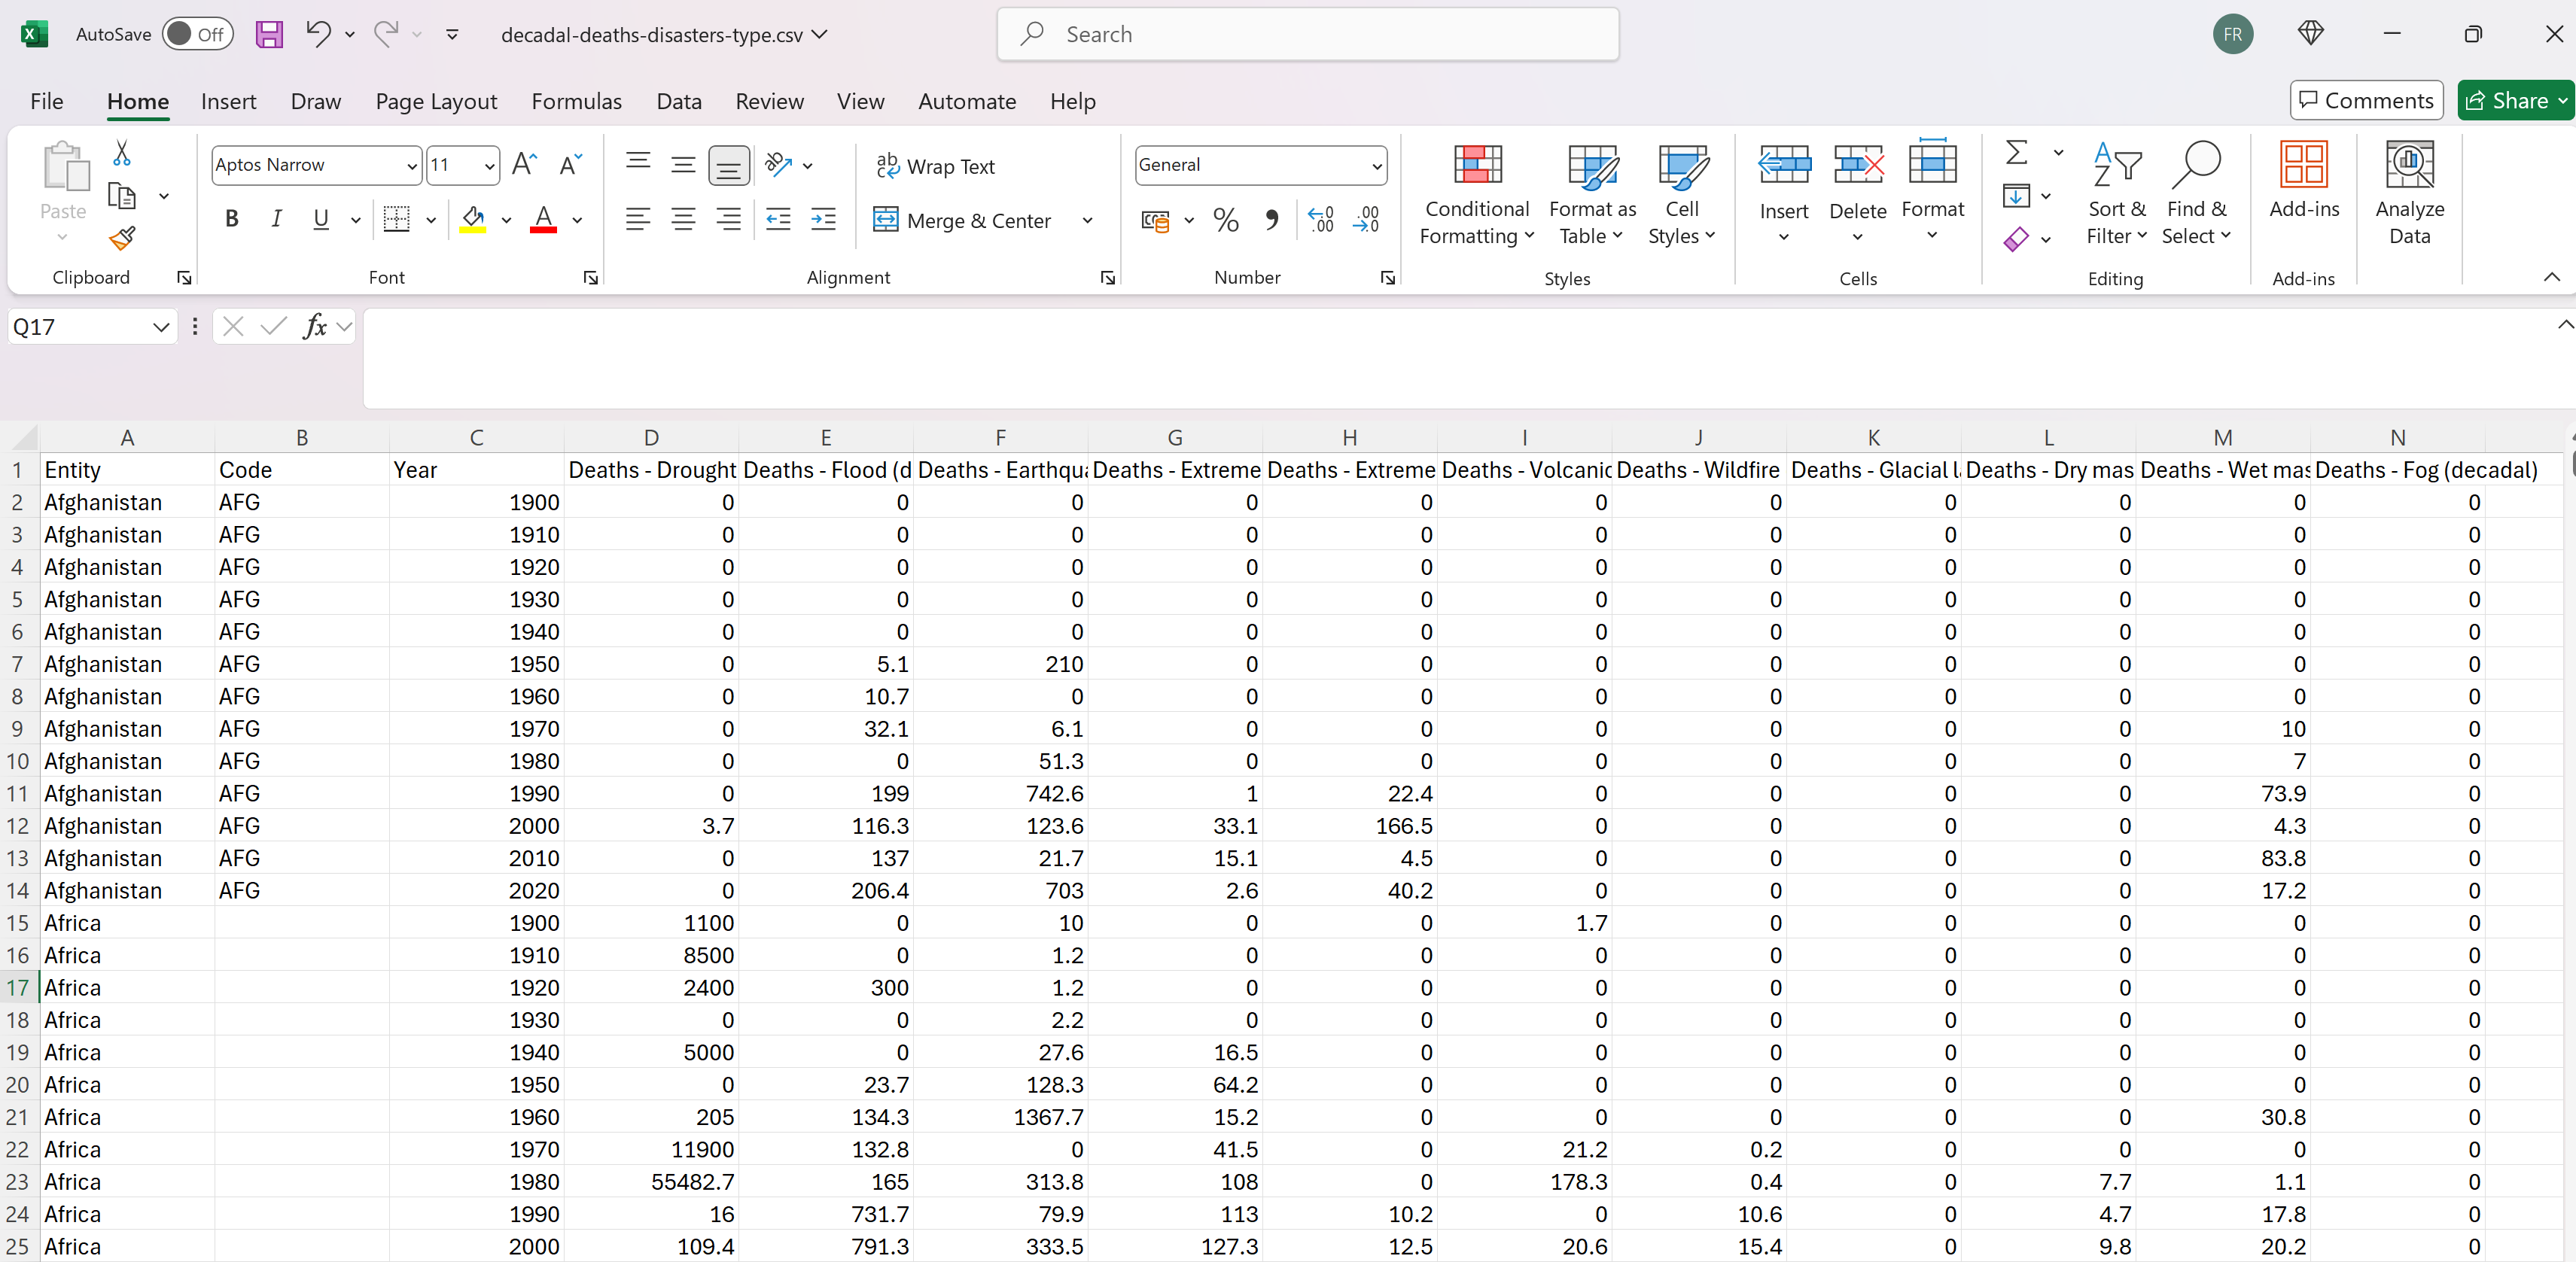 AutoSave Off decadal-deaths-disasters-type.csv Search FR
File Home Insert Draw Page Layout Formulas Data Review View Automate Help Comments Share
Paste
Clipboard
Aptos Narrow 11
B I U A
Font
Wrap Text
Merge & Center
Alignment
General
% .00 .00
Number
Conditional Formatting
Format as Table
Cell Styles
Styles
Insert
Delete
Format
Cells
Sort & Filter
Find & Select
Editing
Add-ins
Add-ins
Analyze Data
Q17 fx
A B C D E F G H I J K L M N
1 Entity Code Year Deaths - Drought Deaths - Flood (d Deaths - Earthqua Deaths - Extreme Deaths - Extreme Deaths - Volcanic Deaths - Wildfire Deaths - Glacial la Deaths - Dry mas Deaths - Wet mas Deaths - Fog (decadal)
2 Afghanistan AFG 1900 0 0 0 0 0 0 0 0 0 0 0
3 Afghanistan AFG 1910 0 0 0 0 0 0 0 0 0 0 0
4 Afghanistan AFG 1920 0 0 0 0 0 0 0 0 0 0 0
5 Afghanistan AFG 1930 0 0 0 0 0 0 0 0 0 0 0
6 Afghanistan AFG 1940 0 0 0 0 0 0 0 0 0 0 0
7 Afghanistan AFG 1950 0 5.1 210 0 0 0 0 0 0 0 0
8 Afghanistan AFG 1960 0 10.7 0 0 0 0 0 0 0 0 0
9 Afghanistan AFG 1970 0 32.1 6.1 0 0 0 0 0 0 10 0
10 Afghanistan AFG 1980 0 0 51.3 0 0 0 0 0 0 7 0
11 Afghanistan AFG 1990 0 199 742.6 1 22.4 0 0 0 0 73.9 0
12 Afghanistan AFG 2000 3.7 116.3 123.6 33.1 166.5 0 0 0 0 4.3 0
13 Afghanistan AFG 2010 0 137 21.7 15.1 4.5 0 0 0 0 83.8 0
14 Afghanistan AFG 2020 0 206.4 703 2.6 40.2 0 0 0 0 17.2 0
15 Africa 1900 1100 0 10 0 0 1.7 0 0 0 0 0
16 Africa 1910 8500 0 1.2 0 0 0 0 0 0 0 0
17 Africa 1920 2400 300 1.2 0 0 0 0 0 0 0 0
18 Africa 1930 0 0 2.2 0 0 0 0 0 0 0 0
19 Africa 1940 5000 0 27.6 16.5 0 0 0 0 0 0 0
20 Africa 1950 0 23.7 128.3 64.2 0 0 0 0 0 0 0
21 Africa 1960 205 134.3 1367.7 15.2 0 0 0 0 0 30.8 0
22 Africa 1970 11900 132.8 0 41.5 0 21.2 0.2 0 0 0 0
23 Africa 1980 55482.7 165 313.8 108 0 178.3 0.4 0 7.7 1.1 0
24 Africa 1990 16 731.7 79.9 113 10.2 0 10.6 0 4.7 17.8 0
25 Africa 2000 109.4 791.3 333.5 127.3 12.5 20.6 15.4 0 9.8 20.2 0